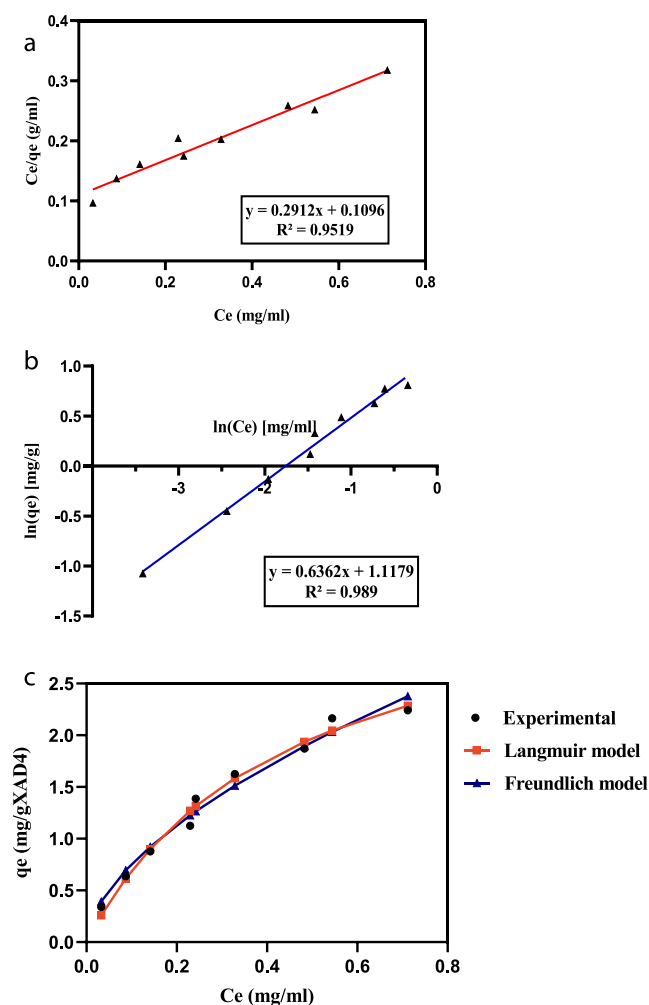 a
0.4
0.3
0.2
0.1
0.0
Ce/qe (g/ml)
y = 0.2912x + 0.1096
R² = 0.9519
0.0 0.2 0.4 0.6 0.8
Ce (mg/ml)
b
1.0
0.5
0.0
-0.5
-1.0
-1.5
ln(qe) [mg/g]
ln(Ce) [mg/ml]
-3 -2 -1 0
y = 0.6362x + 1.1179
R² = 0.989
c
2.5
2.0
1.5
1.0
0.5
0.0
qe (mg/gXAD4)
0.0 0.2 0.4 0.6 0.8
Ce (mg/ml)
Experimental
Langmuir model
Freundlich model